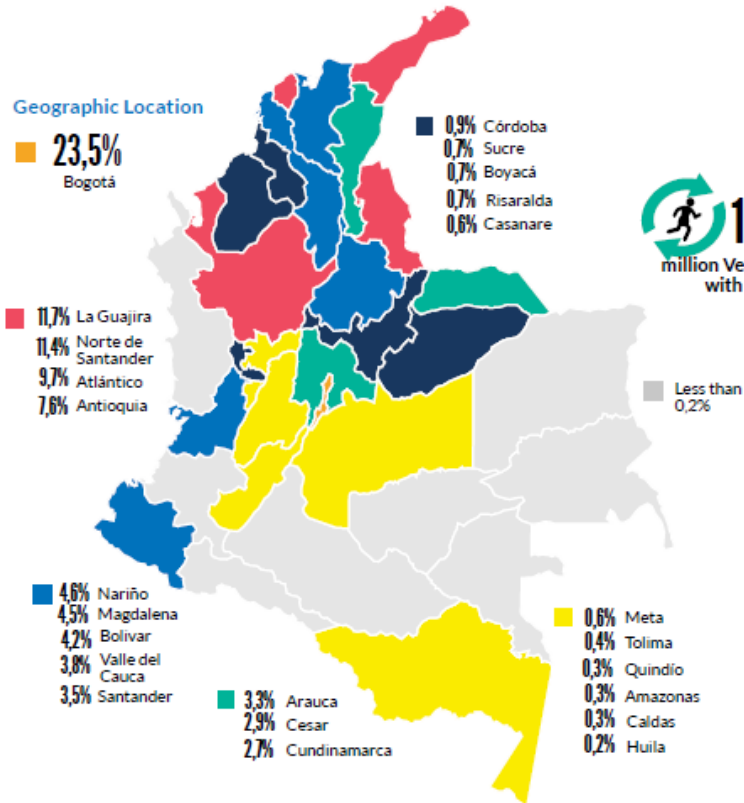 Geographic Location
23,5%
Bogotá
0,9% Córdoba
0,7% Sucre
0,7% Boyacá
0,7% Risaralda
0,6% Casanare
1
million Ve
with
11,7% La Guajira
11,4% Norte de
Santander
9,7% Atlántico
7,6% Antioquia
Less than
0,2%
4,6% Nariño
4,5% Magdalena
4,2% Bolivar
3,8% Valle del
Cauca
3,5% Santander
3,3% Arauca
2,9% Cesar
2,7% Cundinamarca
0,6% Meta
0,4% Tolima
0,3% Quindío
0,3% Amazonas
0,3% Caldas
0,2% Huila